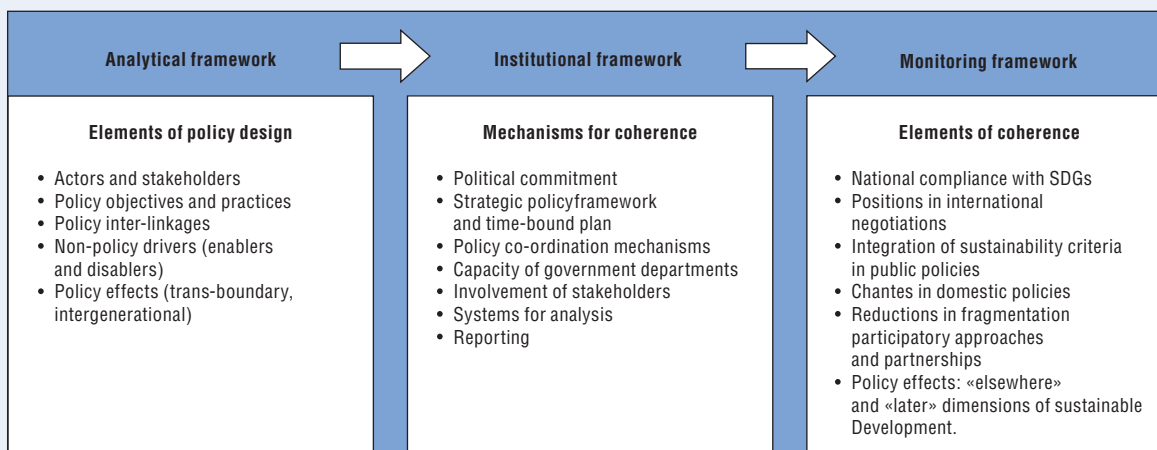 Analytical framework
Institutional framework
Monitoring framework
Elements of policy design
• Actors and stakeholders
• Policy objectives and practices
• Policy inter-linkages
• Non-policy drivers (enablers
and disablers)
• Policy effects (trans-boundary,
intergenerational)
Mechanisms for coherence
• Political commitment
• Strategic policyframework
and time-bound plan
• Policy co-ordination mechanisms
• Capacity of government departments
• Involvement of stakeholders
• Systems for analysis
• Reporting
Elements of coherence
• National compliance with SDGs
• Positions in international
negotiations
• Integration of sustainability criteria
in public policies
• Chantes in domestic policies
• Reductions in fragmentation
participatory approaches
and partnerships
• Policy effects: «elsewhere»
and «later» dimensions of sustainable
Development.